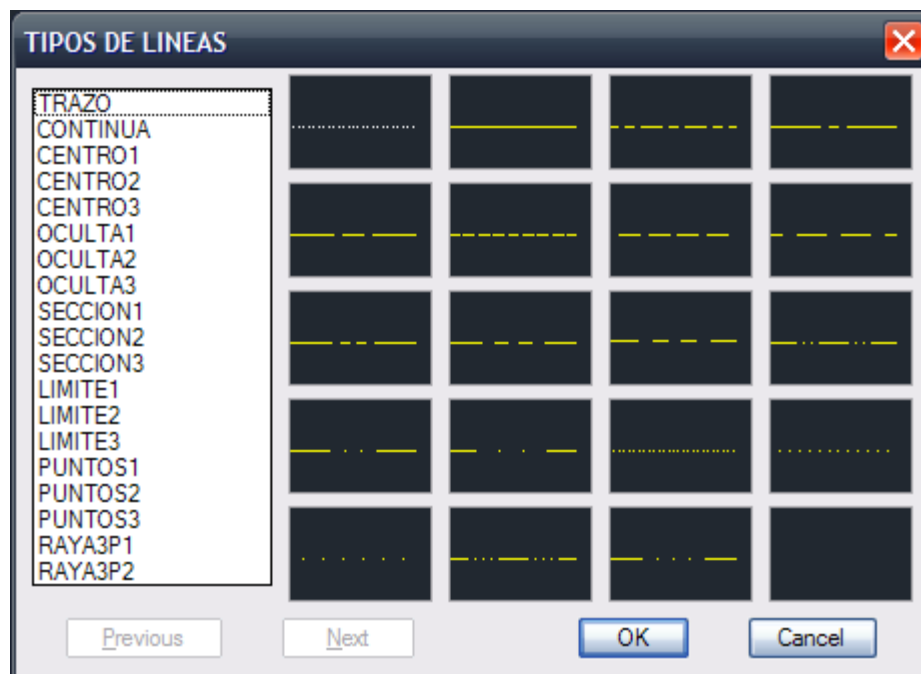 TIPOS DE LINEAS
TRAZO
CONTINUA
CENTRO1
CENTRO2
CENTRO3
OCULTA1
OCULTA2
OCULTA3
SECCION1
SECCION2
SECCION3
LIMITE1
LIMITE2
LIMITE3
PUNTOS1
PUNTOS2
PUNTOS3
RAYA3P1
RAYA3P2
Previous
Next
OK
Cancel